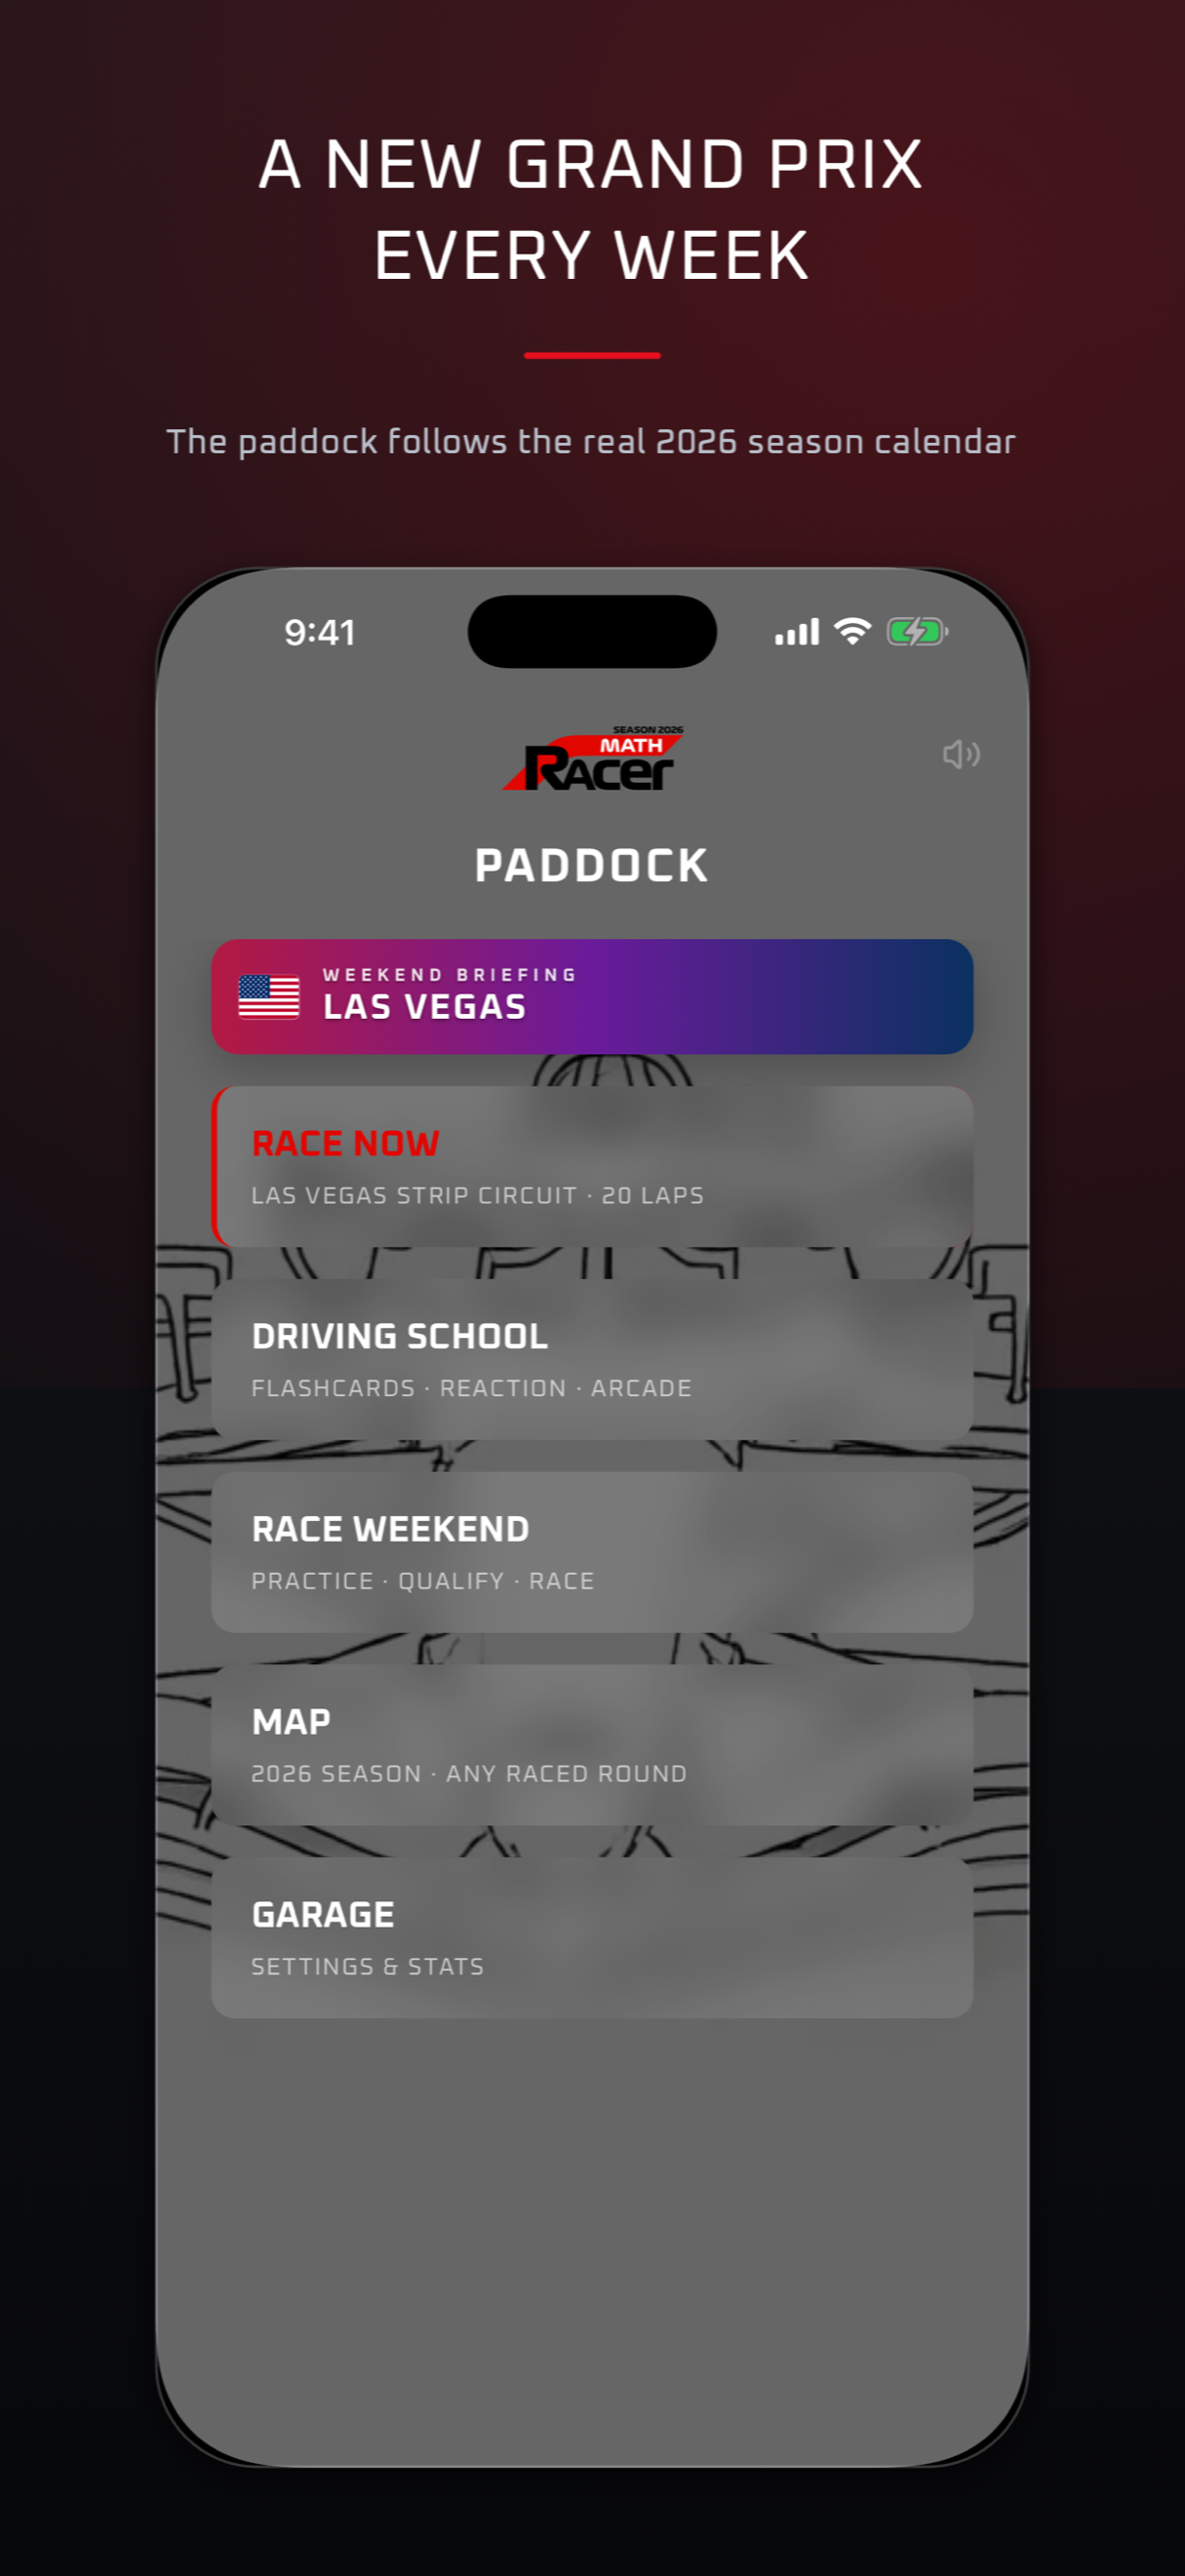 A NEW GRAND PRIX
EVERY WEEK
The paddock follows the real 2026 season calendar
9:41
SEASON 2026
MATH
RACer
PADDOCK
WEEKEND BRIEFING
LAS VEGAS
RACE NOW
LAS VEGAS STRIP CIRCUIT · 20 LAPS
DRIVING SCHOOL
FLASHCARDS · REACTION · ARCADE
RACE WEEKEND
PRACTICE · QUALIFY · RACE
MAP
2026 SEASON · ANY RACED ROUND
GARAGE
SETTINGS & STATS